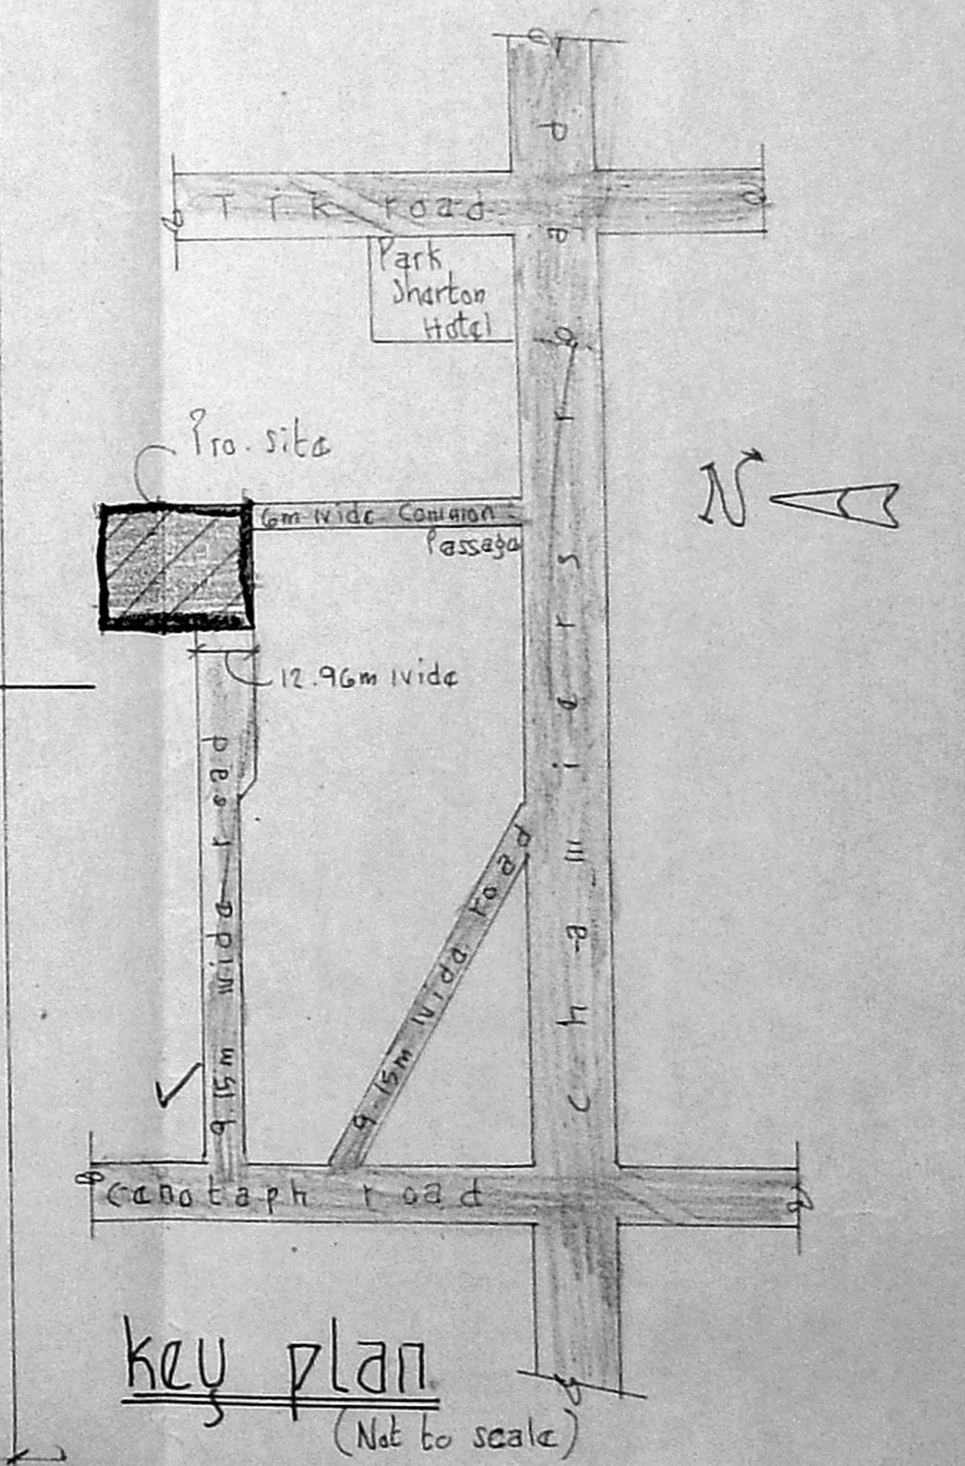 TTK road
Park
Sharton
Hotel
Pro. site
N
6m wide Common
Passage
12.96m wide
9.15m wide road
9.15m wide road
Chamiers road
Cenotaph road
key plan
(Not to scale)